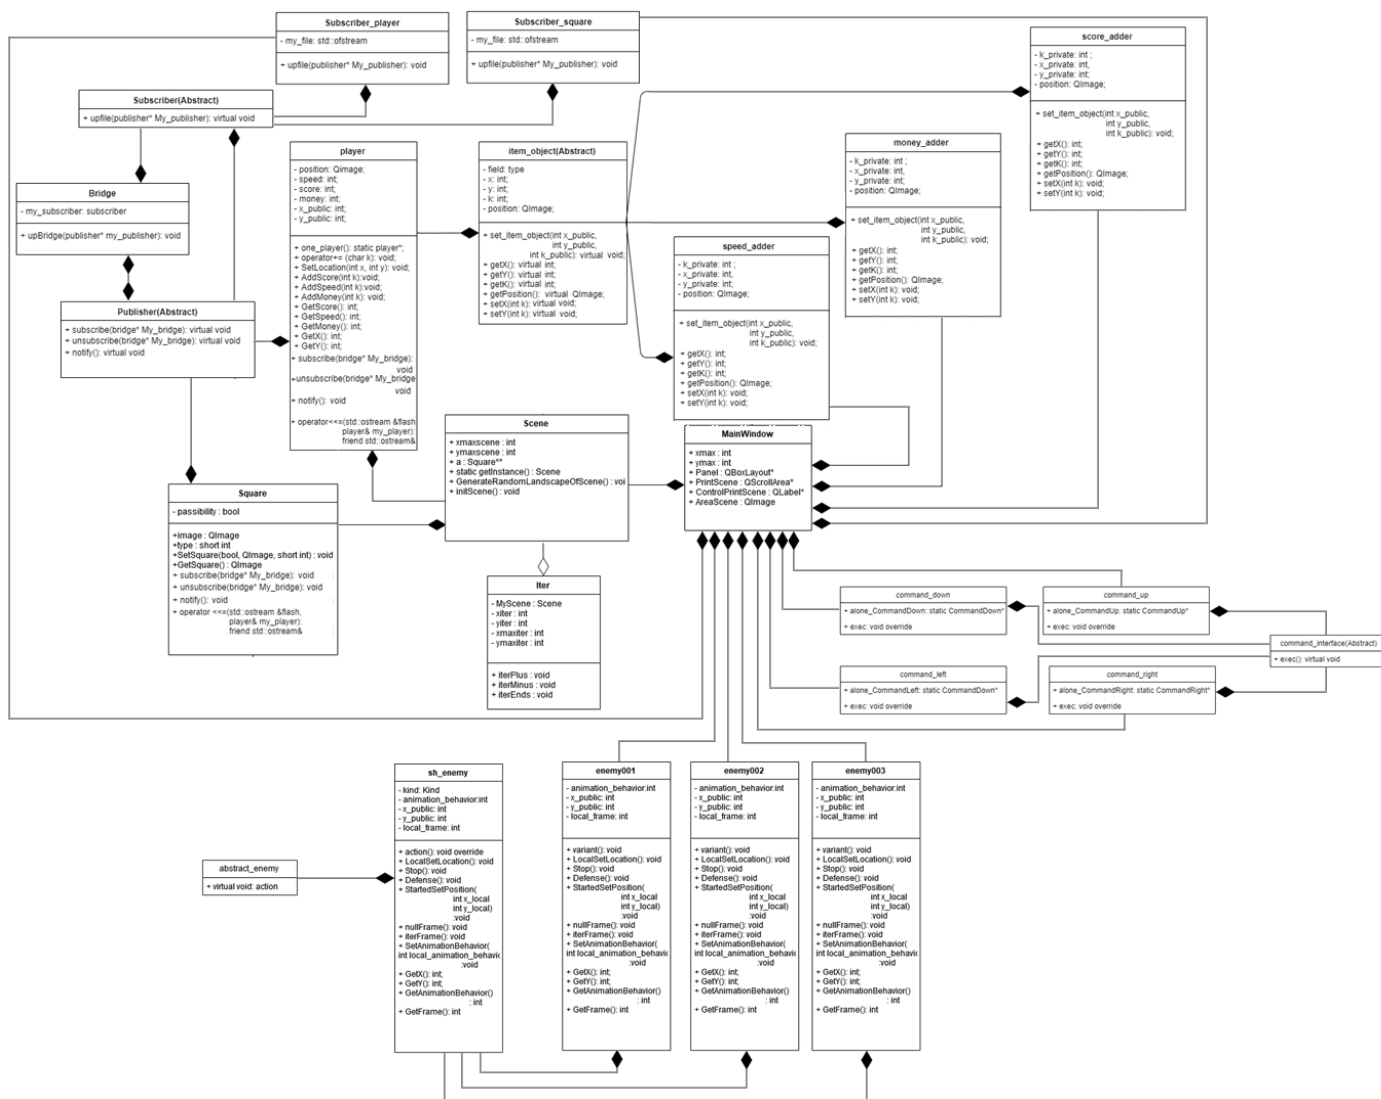 Subscriber_player
- my_file: std::ofstream
+ upfile(publisher* My_publisher): void
Subscriber_square
- my_file: std::ofstream
+ upfile(publisher* My_publisher): void
score_adder
- k_private: int ;
- x_private: int,
- y_private: int;
- position: QImage;
+ set_item_object(int x_public,
int y_public,
int k_public): void;
+ getX(): int;
+ getY(): int;
+ getK(): int;
+ getPosition(): QImage;
+ setX(int k): void;
+ setY(int k): void;
Subscriber(Abstract)
+ upfile(publisher* My_publisher): virtual void
Bridge
- my_subscriber: subscriber
+ upBridge(publisher* my_publisher): void
Publisher(Abstract)
+ subscribe(bridge* My_bridge): virtual void
+ unsubscribe(bridge* My_bridge): virtual void
+ notify(): virtual void
player
- position: QImage;
- speed: int;
- score: int;
- money: int;
- x_public: int;
- y_public: int;
+ one_player(): static player*;
+ operator+= (char k): void;
+ SetLocation(int x, int y): void;
+ AddScore(int k):void;
+ AddSpeed(int k):void;
+ AddMoney(int k): void;
+ GetScore(): int;
+ GetSpeed(): int;
+ GetMoney(): int;
+ GetX(): int;
+ GetY(): int;
+ subscribe(bridge* My_bridge):
void
+unsubscribe(bridge* My_bridge
void
+ notify(): void
+ operator<<=(std::ostream &flash
player& my_player):
friend std::ostream&
item_object(Abstract)
- field: type
- x: int;
- y: int;
- k: int;
- position: QImage;
+ set_item_object(int x_public,
int y_public,
int k_public): virtual void;
+ getX(): virtual int;
+ getY(): virtual int;
+ getK(): virtual int;
+ getPosition(): virtual QImage;
+ setX(int k): virtual void;
+ setY(int k): virtual void;
money_adder
- k_private: int ;
- x_private: int,
- y_private: int;
- position: QImage;
+ set_item_object(int x_public,
int y_public,
int k_public): void;
+ getX(): int;
+ getY(): int;
+ getK(): int;
+ getPosition(): QImage;
+ setX(int k): void;
+ setY(int k): void;
speed_adder
- k_private: int ;
- x_private: int,
- y_private: int;
- position: QImage;
+ set_item_object(int x_public,
int y_public,
int k_public): void;
+ getX(): int;
+ getY(): int;
+ getK(): int;
+ getPosition(): QImage;
+ setX(int k): void;
+ setY(int k): void;
Scene
+ xmaxscene : int
+ ymaxscene : int
+ a : Square**
+ static getInstance() : Scene
+ GenerateRandomLandscapeOfScene() : voi
+ initScene() : void
MainWindow
+ xmax : int
+ ymax : int
+ Panel : QBoxLayout*
+ PrintScene : QScrollArea*
+ ControlPrintScene : QLabel*
+ AreaScene : QImage
Square
- passibility : bool
+image : QImage
+type : short int
+SetSquare(bool, QImage, short int) : void
+GetSquare() : QImage
+ subscribe(bridge* My_bridge): void
+ unsubscribe(bridge* My_bridge): void
+ notify(): void
+ operator <<=(std::ostream &flash,
player& my_player):
friend std::ostream&
Iter
- MyScene : Scene
- xiter : int
- yiter : int
- xmaxiter : int
- ymaxiter : int
+ iterPlus : void
+ iterMinus : void
+ iterEnds : void
command_down
+ alone_CommandDown: static CommandDown*
+ exec: void override
command_up
+ alone_CommandUp: static CommandUp*
+ exec: void override
command_interface(Abstract)
+ exec(): virtual void
command_left
+ alone_CommandLeft: static CommandDown*
+ exec: void override
command_right
+ alone_CommandRight: static CommandRight*
+ exec: void override
abstract_enemy
+ virtual void: action
sh_enemy
- kind: Kind
- animation_behavior:int
- x_public: int
- y_public: int
- local_frame: int
+ action(): void override
+ LocalSetLocation(): void
+ Stop(): void
+ Defense(): void
+ StartedSetPosition(
int x_local
int y_local)
:void
+ nullFrame(): void
+ iterFrame(): void
+ SetAnimationBehavior(
int local_animation_behavic
:void
+ GetX(): int;
+ GetY(): int;
+ GetAnimationBehavior()
: int
+ GetFrame(): int
enemy001
- animation_behavior:int
- x_public: int
- y_public: int
- local_frame: int
+ variant(): void
+ LocalSetLocation(): void
+ Stop(): void
+ Defense(): void
+ StartedSetPosition(
int x_local
int y_local)
:void
+ nullFrame(): void
+ iterFrame(): void
+ SetAnimationBehavior(
int local_animation_behavic
:void
+ GetX(): int;
+ GetY(): int;
+ GetAnimationBehavior()
: int
+ GetFrame(): int
enemy002
- animation_behavior:int
- x_public: int
- y_public: int
- local_frame: int
+ variant(): void
+ LocalSetLocation(): void
+ Stop(): void
+ Defense(): void
+ StartedSetPosition(
int x_local
int y_local)
:void
+ nullFrame(): void
+ iterFrame(): void
+ SetAnimationBehavior(
int local_animation_behavic
:void
+ GetX(): int;
+ GetY(): int;
+ GetAnimationBehavior()
: int
+ GetFrame(): int
enemy003
- animation_behavior:int
- x_public: int
- y_public: int
- local_frame: int
+ variant(): void
+ LocalSetLocation(): void
+ Stop(): void
+ Defense(): void
+ StartedSetPosition(
int x_local
int y_local)
:void
+ nullFrame(): void
+ iterFrame(): void
+ SetAnimationBehavior(
int local_animation_behavic
:void
+ GetX(): int;
+ GetY(): int;
+ GetAnimationBehavior()
: int
+ GetFrame(): int